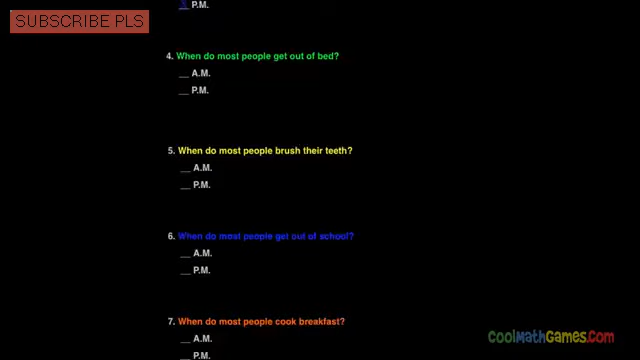 SUBSCRIBE PLS
P.M.
4. When do most people get out of bed?
__ A.M.
__ P.M.
5. When do most people brush their teeth?
__ A.M.
__ P.M.
6. When do most people get out of school?
__ A.M.
__ P.M.
7. When do most people cook breakfast?
__ A.M.
__ P.M.
CoolMathGames.Com